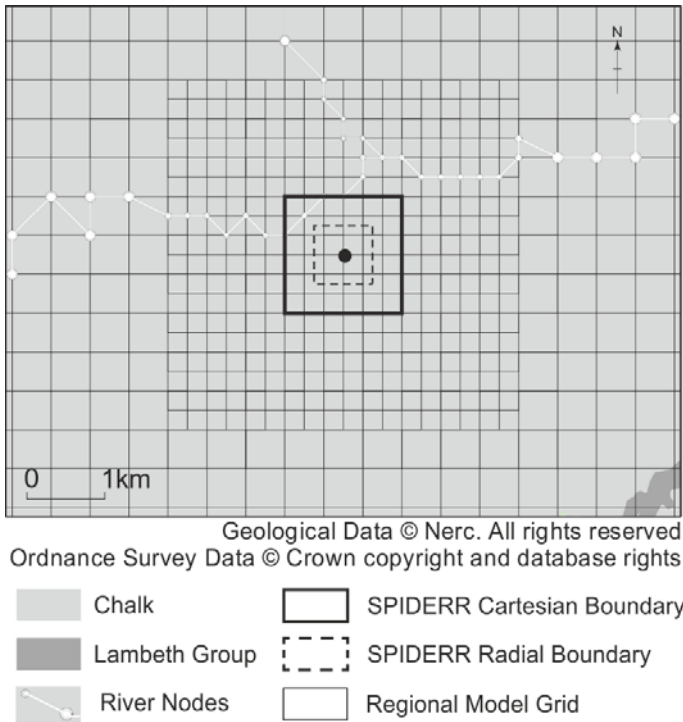 N
0 1km
Geological Data © Nerc. All rights reserved
Ordnance Survey Data © Crown copyright and database rights
Chalk
SPIDERR Cartesian Boundary
Lambeth Group
SPIDERR Radial Boundary
River Nodes
Regional Model Grid